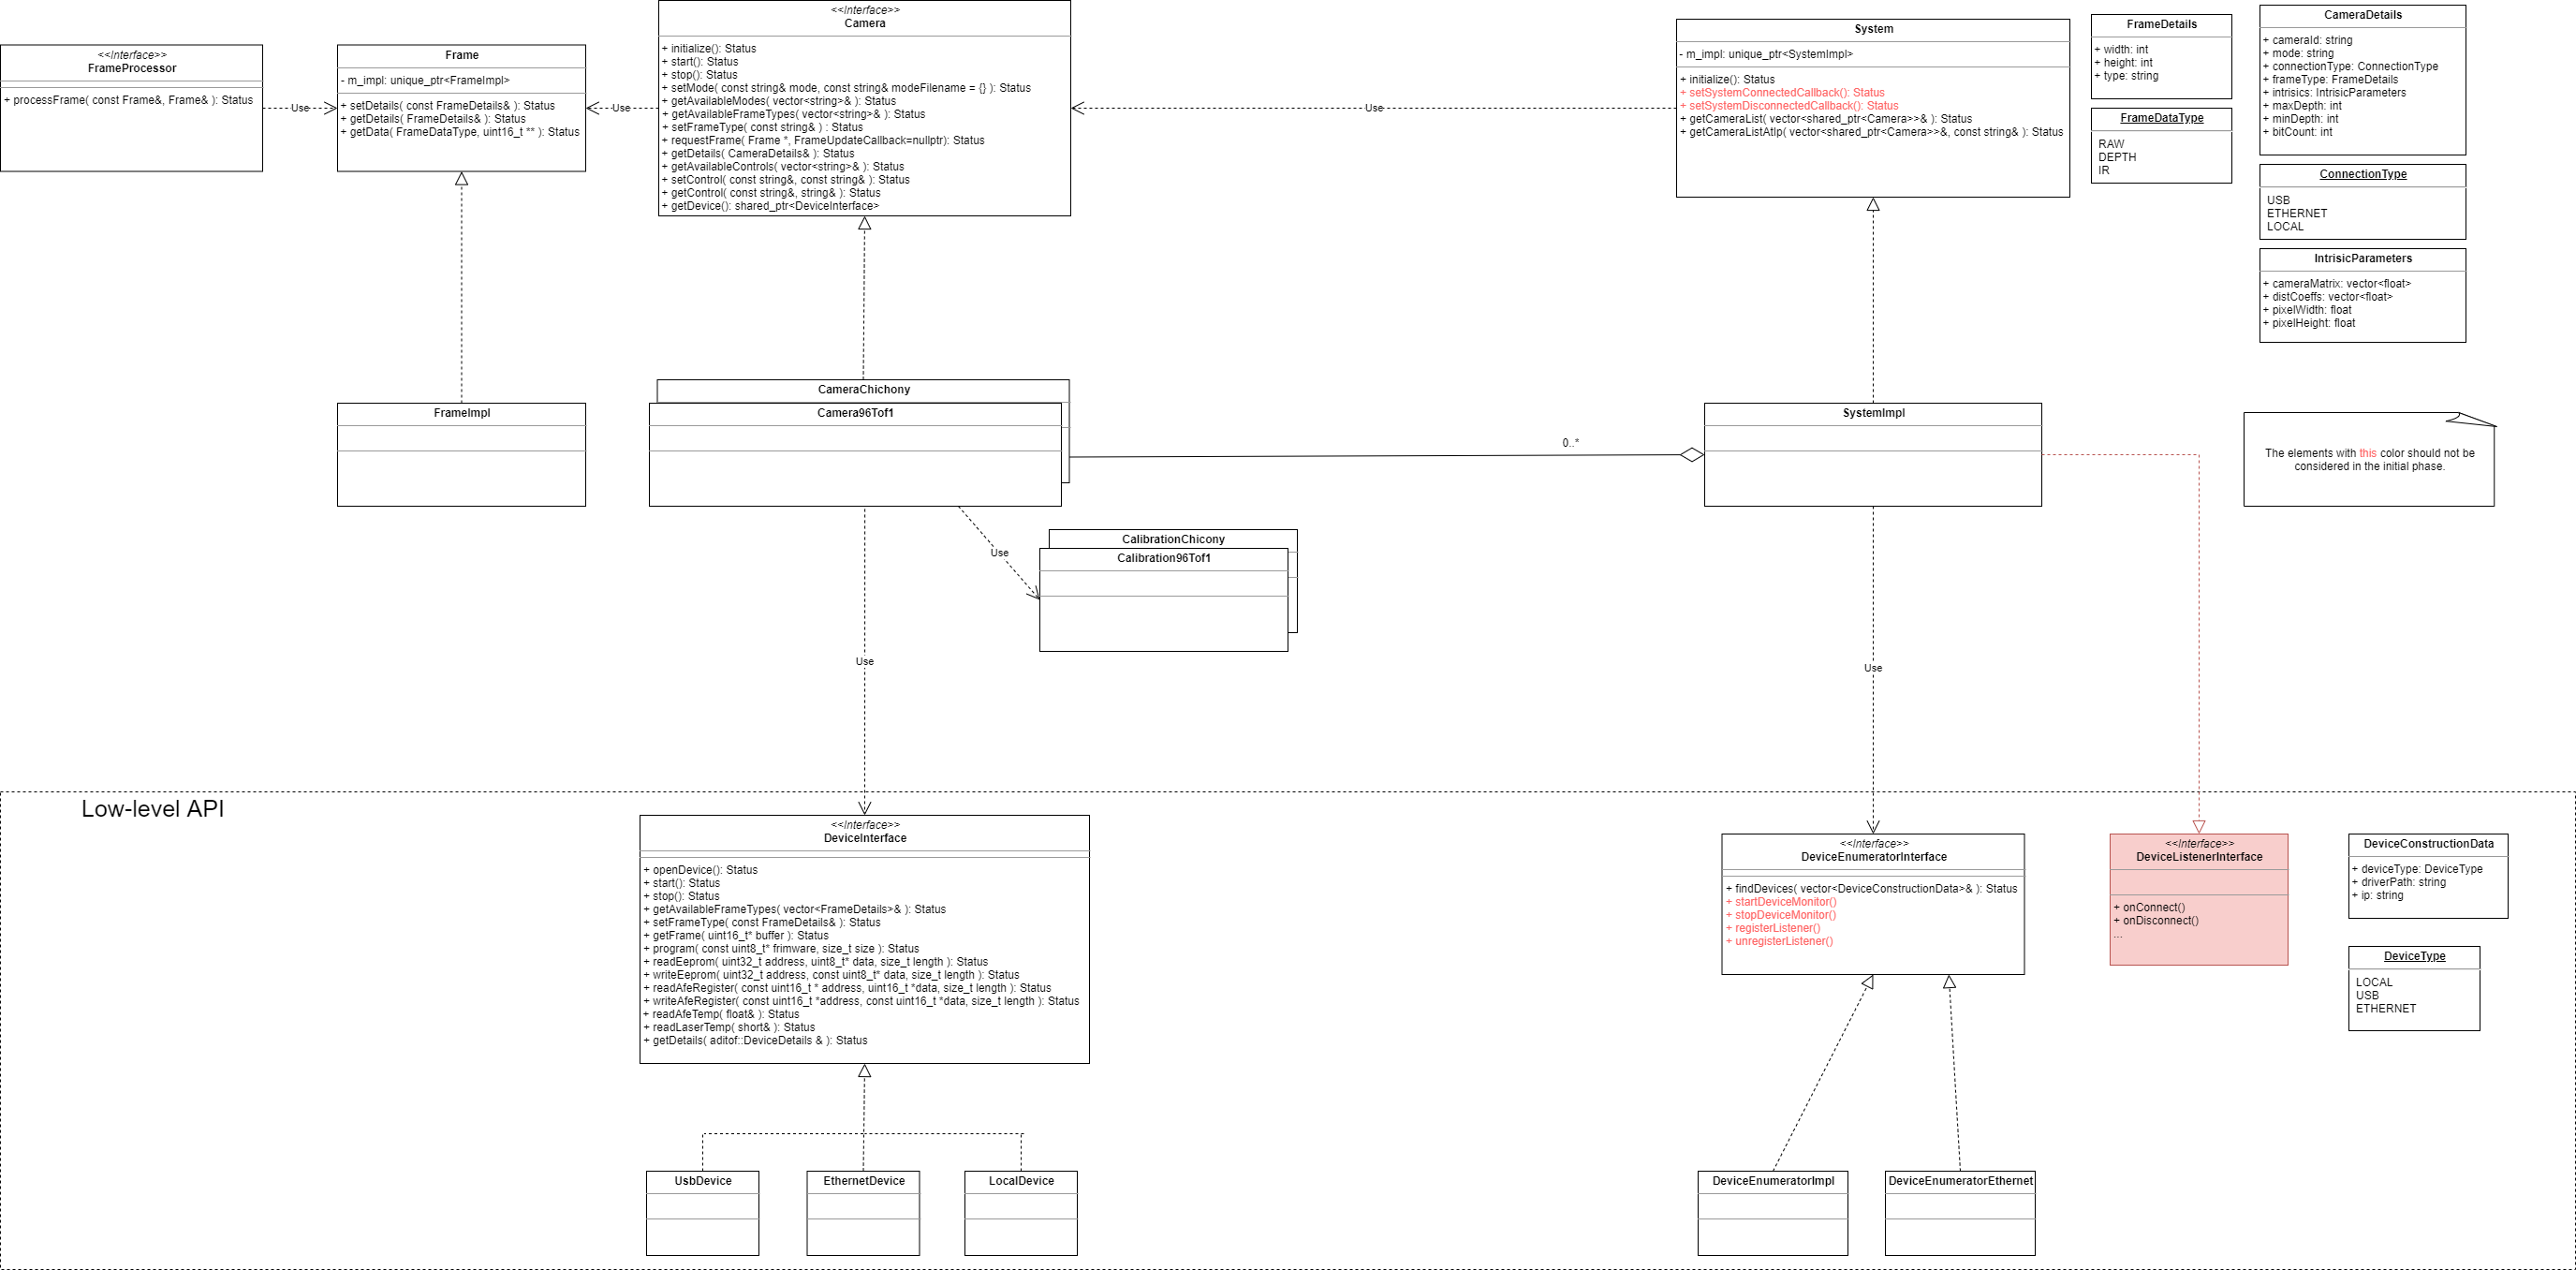 <<Interface>>
FrameProcessor
+ processFrame( const Frame&, Frame& ): Status
Use
Frame
- m_impl: unique_ptr<FrameImpl>
+ setDetails( const FrameDetails& ): Status
+ getDetails( FrameDetails& ): Status
+ getData( FrameDataType, uint16_t ** ): Status
Use
<<Interface>>
Camera
+ initialize(): Status
+ start(): Status
+ stop(): Status
+ setMode( const string& mode, const string& modeFilename = {} ): Status
+ getAvailableModes( vector<string>& ): Status
+ getAvailableFrameTypes( vector<string>& ): Status
+ setFrameType( const string& ) : Status
+ requestFrame( Frame *, FrameUpdateCallback=nullptr): Status
+ getDetails( CameraDetails& ): Status
+ getAvailableControls( vector<string>& ): Status
+ setControl( const string&, const string& ): Status
+ getControl( const string&, string& ): Status
+ getDevice(): shared_ptr<DeviceInterface>
Use
System
- m_impl: unique_ptr<SystemImpl>
+ initialize(): Status
+ setSystemConnectedCallback(): Status
+ setSystemDisconnectedCallback(): Status
+ getCameraList( vector<shared_ptr<Camera>>& ): Status
+ getCameraListAtIp( vector<shared_ptr<Camera>>&, const string& ): Status
FrameDetails
+ width: int
+ height: int
+ type: string
FrameDataType
RAW
DEPTH
IR
CameraDetails
+ cameraId: string
+ mode: string
+ connectionType: ConnectionType
+ frameType: FrameDetails
+ intrisics: IntrisicParameters
+ maxDepth: int
+ minDepth: int
+ bitCount: int
ConnectionType
USB
ETHERNET
LOCAL
IntrisicParameters
+ cameraMatrix: vector<float>
+ distCoeffs: vector<float>
+ pixelWidth: float
+ pixelHeight: float
FrameImpl
CameraChichony
Camera96Tof1
0..*
SystemImpl
The elements with this color should not be
considered in the initial phase.
Use
CalibrationChicony
Calibration96Tof1
Use
Use
Low-level API
<<Interface>>
DeviceInterface
+ openDevice(): Status
+ start(): Status
+ stop(): Status
+ getAvailableFrameTypes( vector<FrameDetails>& ): Status
+ setFrameType( const FrameDetails& ): Status
+ getFrame( uint16_t* buffer ): Status
+ program( const uint8_t* frimware, size_t size ): Status
+ readEeprom( uint32_t address, uint8_t* data, size_t length ): Status
+ writeEeprom( uint32_t address, const uint8_t* data, size_t length ): Status
+ readAfeRegister( const uint16_t * address, uint16_t *data, size_t length ): Status
+ writeAfeRegister( const uint16_t *address, const uint16_t *data, size_t length ): Status
+ readAfeTemp( float& ): Status
+ readLaserTemp( short& ): Status
+ getDetails( aditof::DeviceDetails & ): Status
<<Interface>>
DeviceEnumeratorInterface
+ findDevices( vector<DeviceConstructionData>& ): Status
+ startDeviceMonitor()
+ stopDeviceMonitor()
+ registerListener()
+ unregisterListener()
<<Interface>>
DeviceListenerInterface
+ onConnect()
+ onDisconnect()
...
DeviceConstructionData
+ deviceType: DeviceType
+ driverPath: string
+ ip: string
DeviceType
LOCAL
USB
ETHERNET
UsbDevice
EthernetDevice
LocalDevice
DeviceEnumeratorImpl
DeviceEnumeratorEthernet